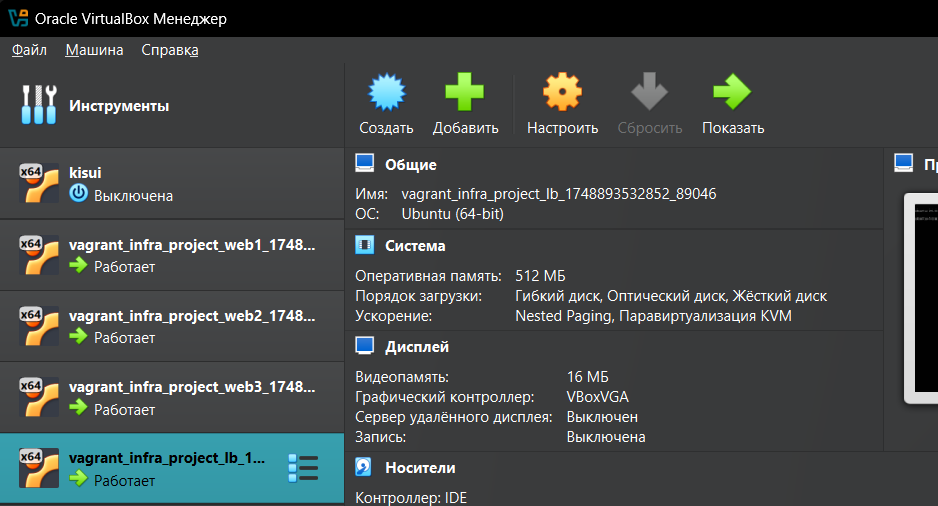 Oracle VirtualBox Менеджер
Файл Машина Справка
Инструменты
Создать Добавить Настроить Сбросить Показать
x64 kisui
Выключена
x64 vagrant_infra_project_web1_1748...
Работает
x64 vagrant_infra_project_web2_1748...
Работает
x64 vagrant_infra_project_web3_1748...
Работает
x64 vagrant_infra_project_lb_1...
Работает
Общие
Имя: vagrant_infra_project_lb_1748893532852_89046
ОС: Ubuntu (64-bit)
Система
Оперативная память: 512 МБ
Порядок загрузки: Гибкий диск, Оптический диск, Жёсткий диск
Ускорение: Nested Paging, Паравиртуализация KVM
Дисплей
Видеопамять: 16 МБ
Графический контроллер: VBoxVGA
Сервер удалённого дисплея: Выключен
Запись: Выключена
Носители
Контроллер: IDE